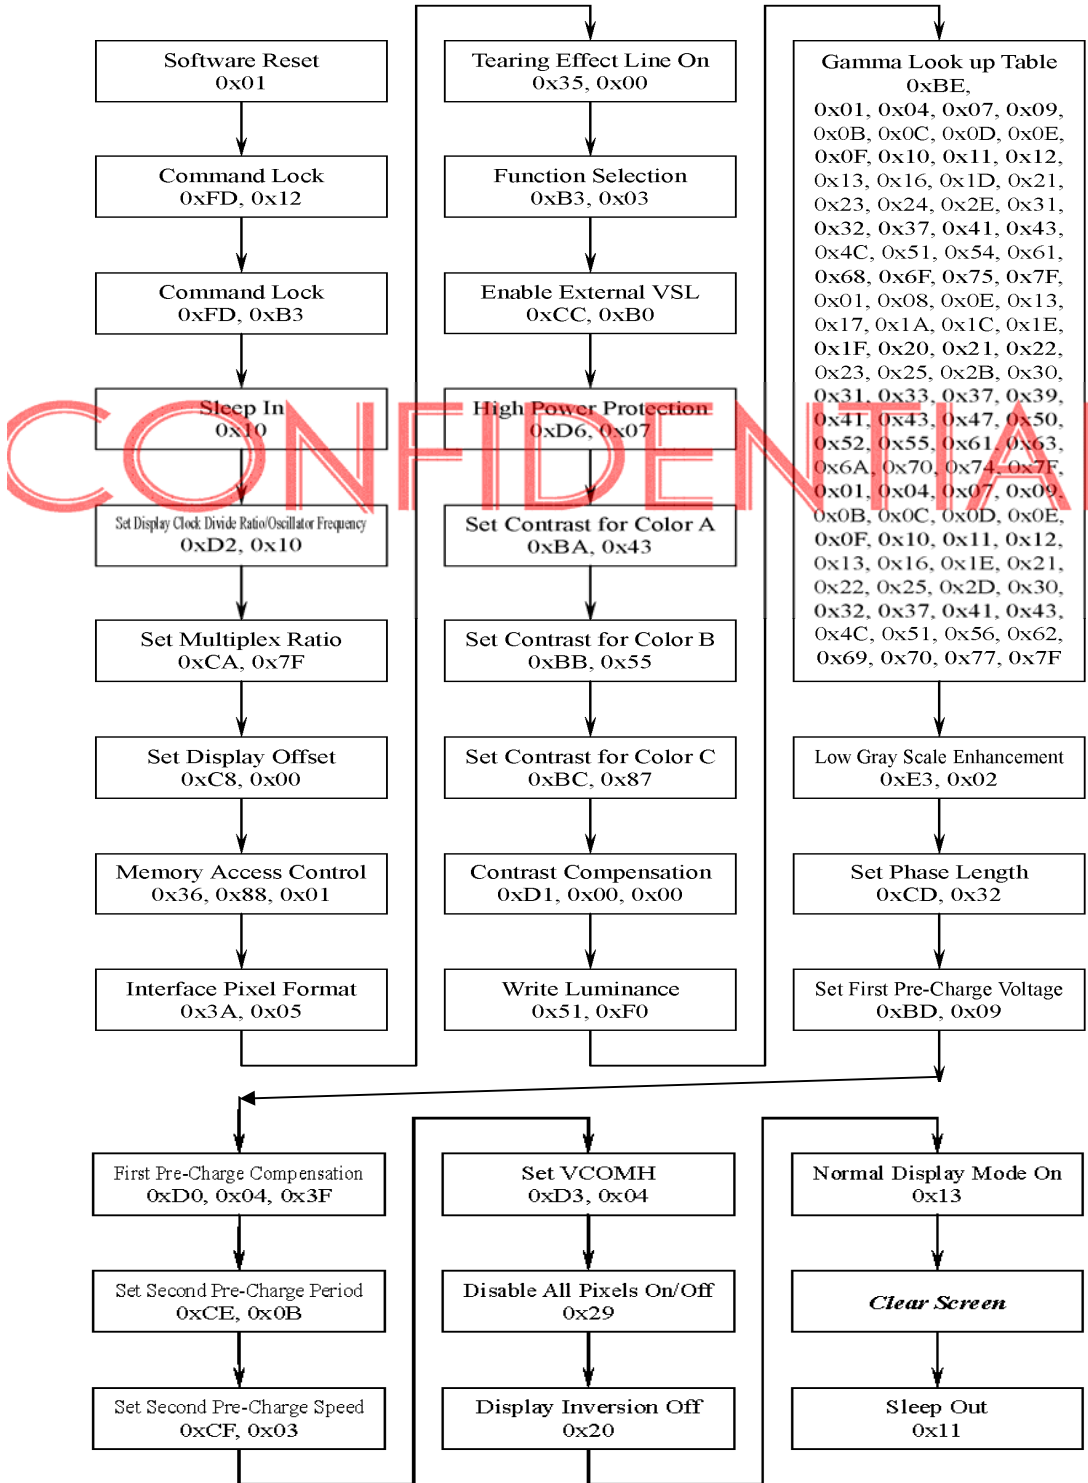 Software Reset
0x01
Command Lock
0xFD, 0x12
Command Lock
0xFD, 0xB3
Sleep In
0x10
Set Display Clock Divide Ratio/Oscillator Frequency
0xD2, 0x10
Set Multiplex Ratio
0xCA, 0x7F
Set Display Offset
0xC8, 0x00
Memory Access Control
0x36, 0x88, 0x01
Interface Pixel Format
0x3A, 0x05
Tearing Effect Line On
0x35, 0x00
Function Selection
0xB3, 0x03
Enable External VSL
0xCC, 0xB0
High Power Protection
0xD6, 0x07
Set Contrast for Color A
0xBA, 0x43
Set Contrast for Color B
0xBB, 0x55
Set Contrast for Color C
0xBC, 0x87
Contrast Compensation
0xD1, 0x00, 0x00
Write Luminance
0x51, 0xF0
Gamma Look up Table
0xBE,
0x01, 0x04, 0x07, 0x09,
0x0B, 0x0C, 0x0D, 0x0E,
0x0F, 0x10, 0x11, 0x12,
0x13, 0x16, 0x1D, 0x21,
0x23, 0x24, 0x2E, 0x31,
0x32, 0x37, 0x41, 0x43,
0x4C, 0x51, 0x54, 0x61,
0x68, 0x6F, 0x75, 0x7F,
0x01, 0x08, 0x0E, 0x13,
0x17, 0x1A, 0x1C, 0x1E,
0x1F, 0x20, 0x21, 0x22,
0x23, 0x25, 0x2B, 0x30,
0x31, 0x33, 0x37, 0x39,
0x41, 0x43, 0x47, 0x50,
0x52, 0x55, 0x61, 0x63,
0x6A, 0x70, 0x74, 0x7F,
0x01, 0x04, 0x07, 0x09,
0x0B, 0x0C, 0x0D, 0x0E,
0x0F, 0x10, 0x11, 0x12,
0x13, 0x16, 0x1E, 0x21,
0x22, 0x25, 0x2D, 0x30,
0x32, 0x37, 0x41, 0x43,
0x4C, 0x51, 0x56, 0x62,
0x69, 0x70, 0x77, 0x7F
Low Gray Scale Enhancement
0xE3, 0x02
Set Phase Length
0xCD, 0x32
Set First Pre-Charge Voltage
0xBD, 0x09
CONFIDENTIAL
First Pre-Charge Compensation
0xD0, 0x04, 0x3F
Set Second Pre-Charge Period
0xCE, 0x0B
Set Second Pre-Charge Speed
0xCF, 0x03
Set VCOMH
0xD3, 0x04
Disable All Pixels On/Off
0x29
Display Inversion Off
0x20
Normal Display Mode On
0x13
Clear Screen
Sleep Out
0x11